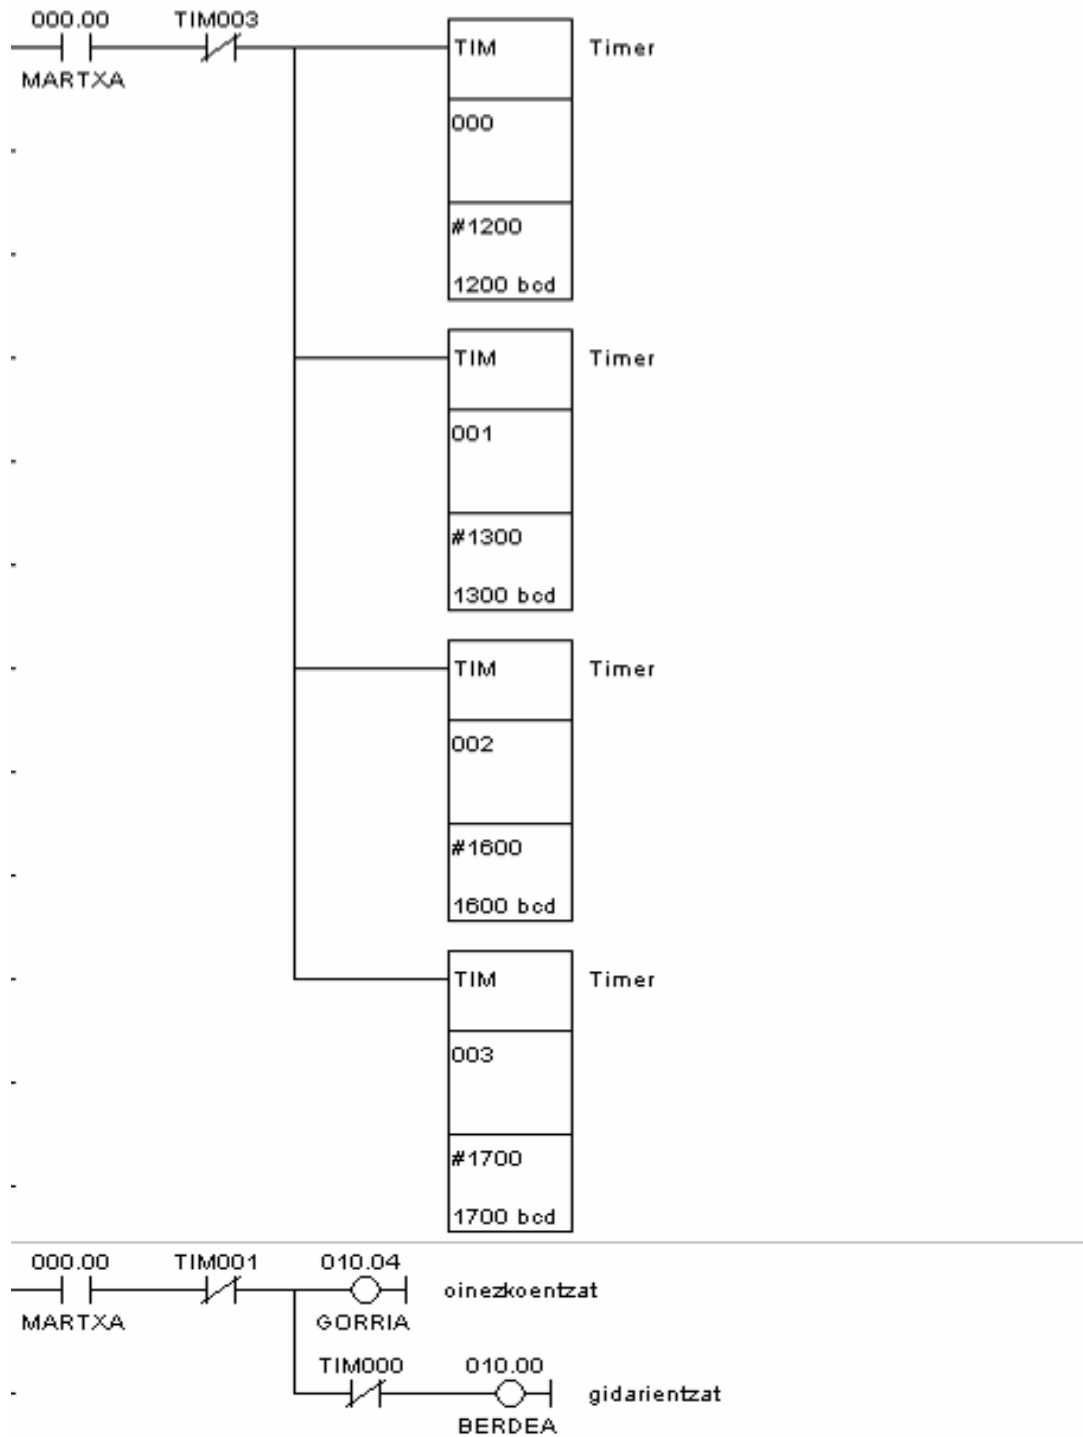 000.00 TIM003
TIM Timer
MARTXA
000
#1200
1200 bcd
TIM Timer
001
#1300
1300 bcd
TIM Timer
002
#1600
1600 bcd
TIM Timer
003
#1700
1700 bcd
000.00 TIM001 010.04
oinezkoentzat
MARTXA GORRIA
TIM000 010.00
gidarientzat
BERDEA